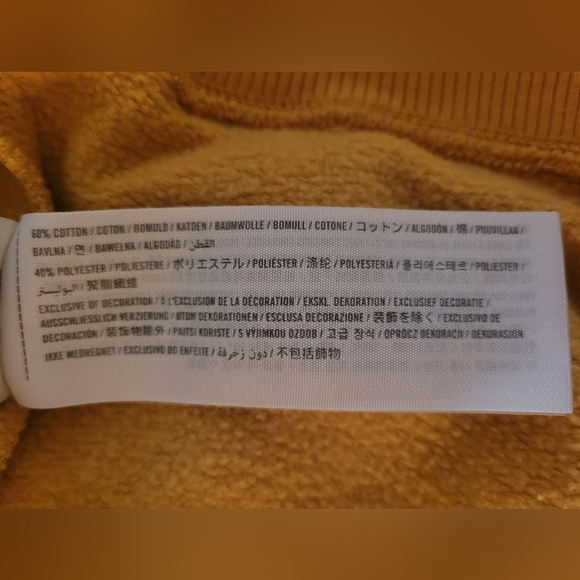 60% COTTON / COTON / BOMULD / KATOEN / BAUMWOLLE / BOMULL / COTONE / コットン / ALGODÓN / 棉 / PUUVILLAA /
BAVLNA / 면 / BAWEŁNA / ALGODÃO / القطن
40% POLYESTER / POLIESTERE / ポリエステル / POLIÉSTER / 涤纶 / POLYESTERIÄ / 폴리에스테르 / POLIESTER
/ البوليستر / 聚脂纖維
EXCLUSIVE OF DECORATION / À L'EXCLUSION DE LA DÉCORATION / EKSKL. DEKORATION / EXCLUSIEF DECORATIE /
AUSSCHLIESSLICH VERZIERUNG / UTOM DEKORATIONEN / ESCLUSA DECORAZIONE / 装飾を除く / EXCLUSIVO DE
DECORACIÓN / 装饰物除外 / PAITSI KORISTE / S VÝJIMKOU OZDOB / 고급 장식 / OPRÓCZ DEKORACJI / DEKORASJON
IKKE MEDREGNET / EXCLUSIVO DO ENFEITE / دون زخرفة / 不包括飾物